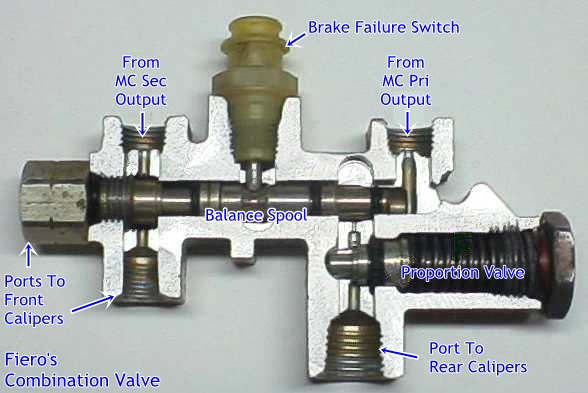 Brake Failure Switch
From
MC Sec
Output
From
MC Pri
Output
Balance Spool
Proportion Valve
Ports To
Front
Calipers
Port To
Rear Calipers
Fiero's
Combination Valve